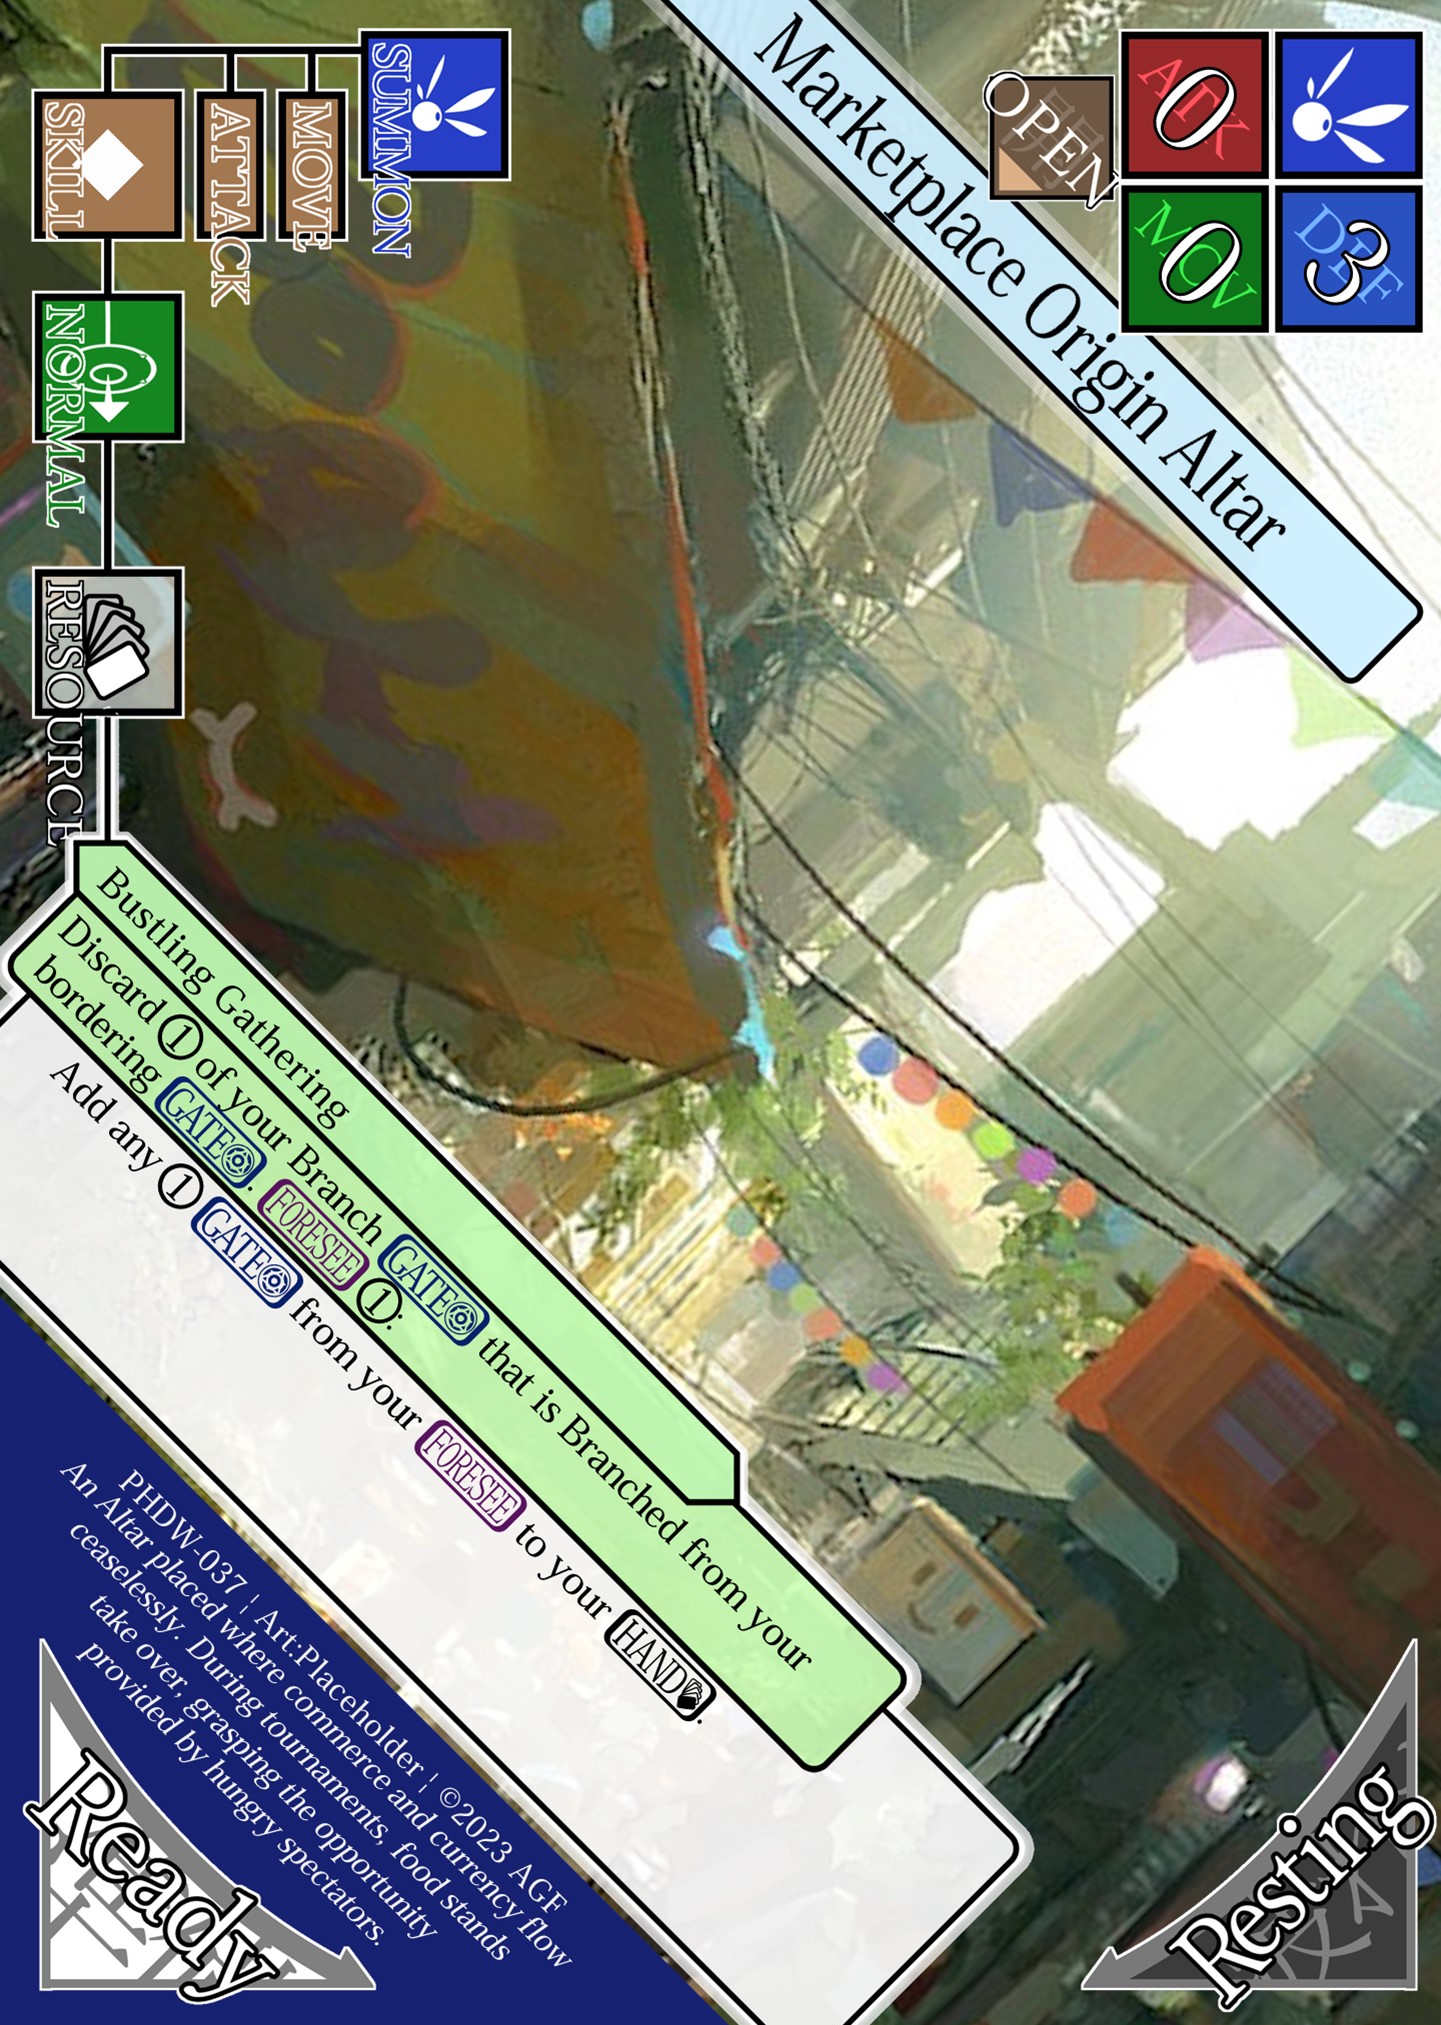 Marketplace Origin Altar
OPEN
ATK 0
MOV 0
DEF 3
SUMMON
MOVE
ATTACK
SKILL
NORMAL
RESOURCE
Bustling Gathering
Discard 1 of your Branch GATE that is Branched from your
bordering GATE. FORESEE 1:
Add any 1 GATE from your FORESEE to your HAND.
PHDW-037 ¦ Art:Placeholder ¦ ©2023 AGF
An Altar placed where commerce and currency flow
ceaselessly. During tournaments, food stands
take over, grasping the opportunity
provided by hungry spectators.
Ready
Resting